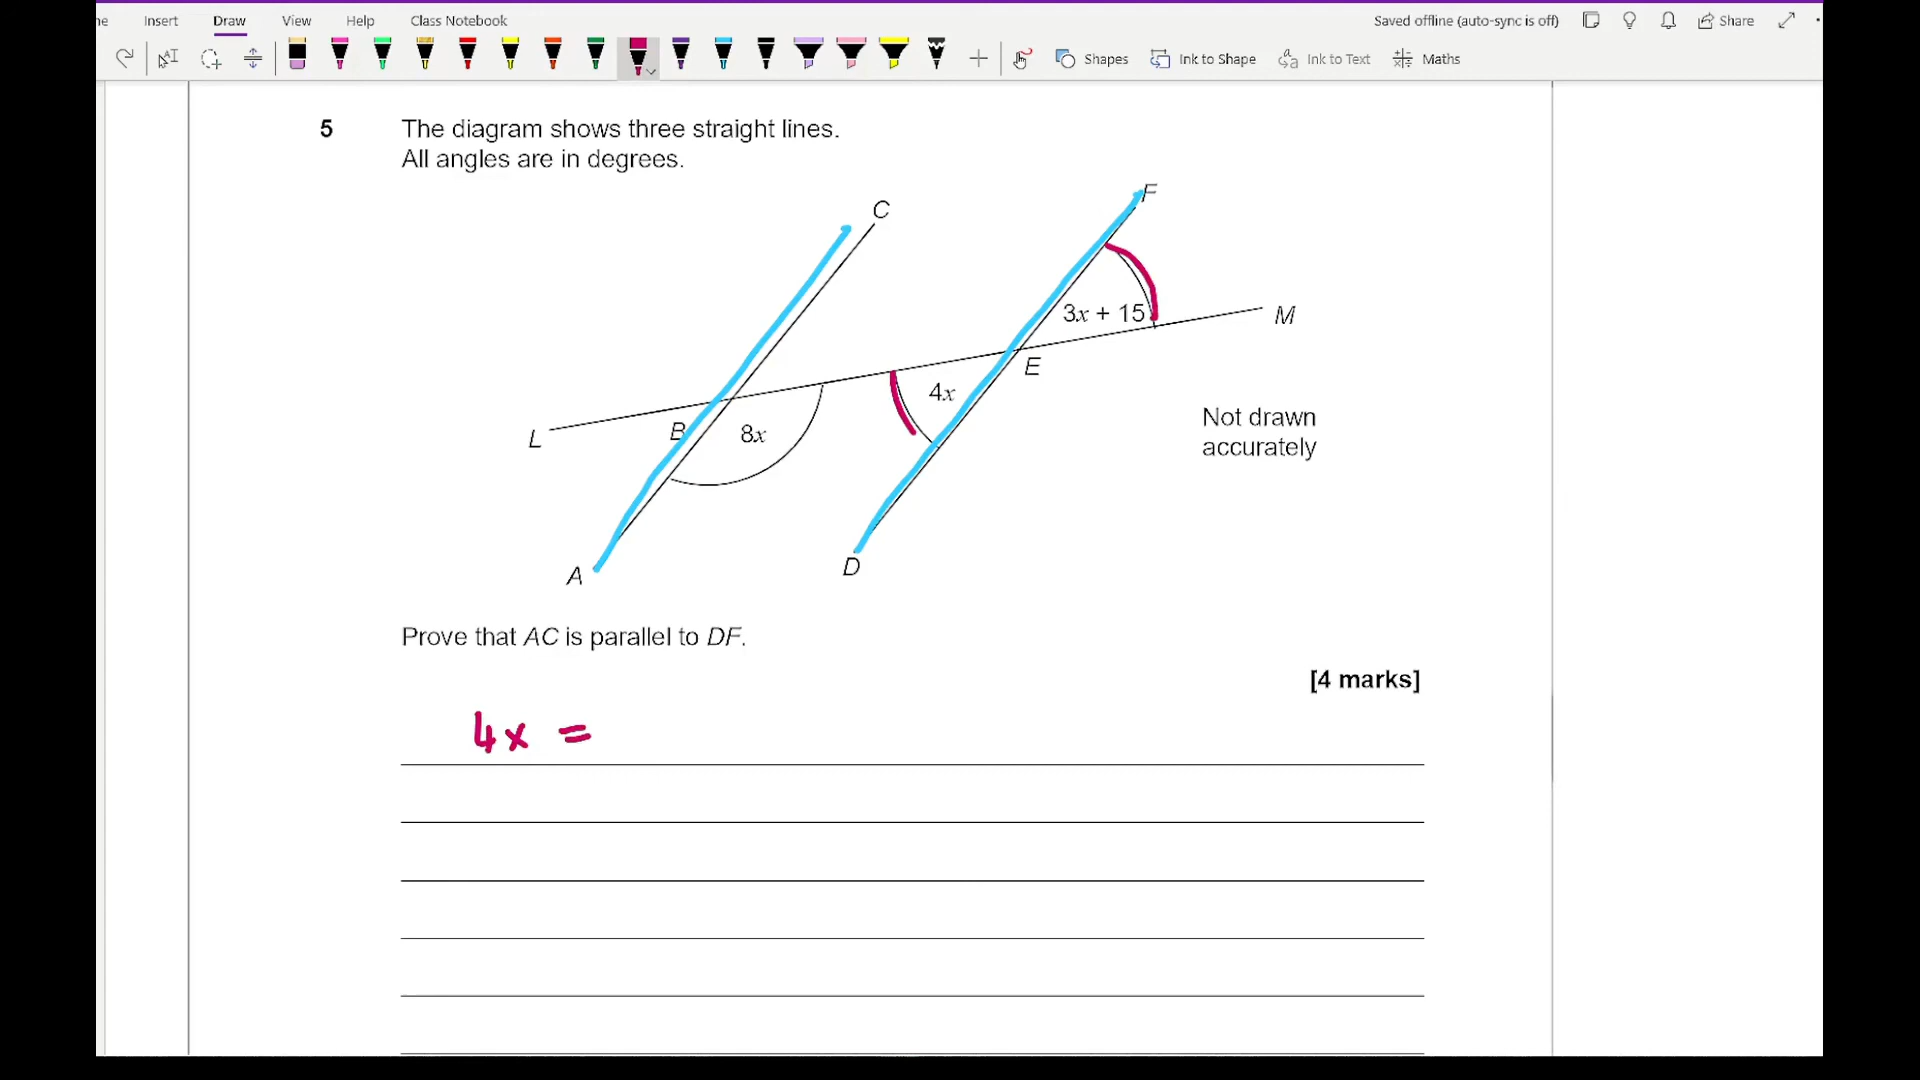 ne Insert Draw View Help Class Notebook Saved offline (auto-sync is off) Share
Shapes Ink to Shape Ink to Text Maths
5 The diagram shows three straight lines.
All angles are in degrees.
F
C
3x + 15
M
E
4x
Not drawn
accurately
L
B
8x
D
A
Prove that AC is parallel to DF.
[4 marks]
4x =